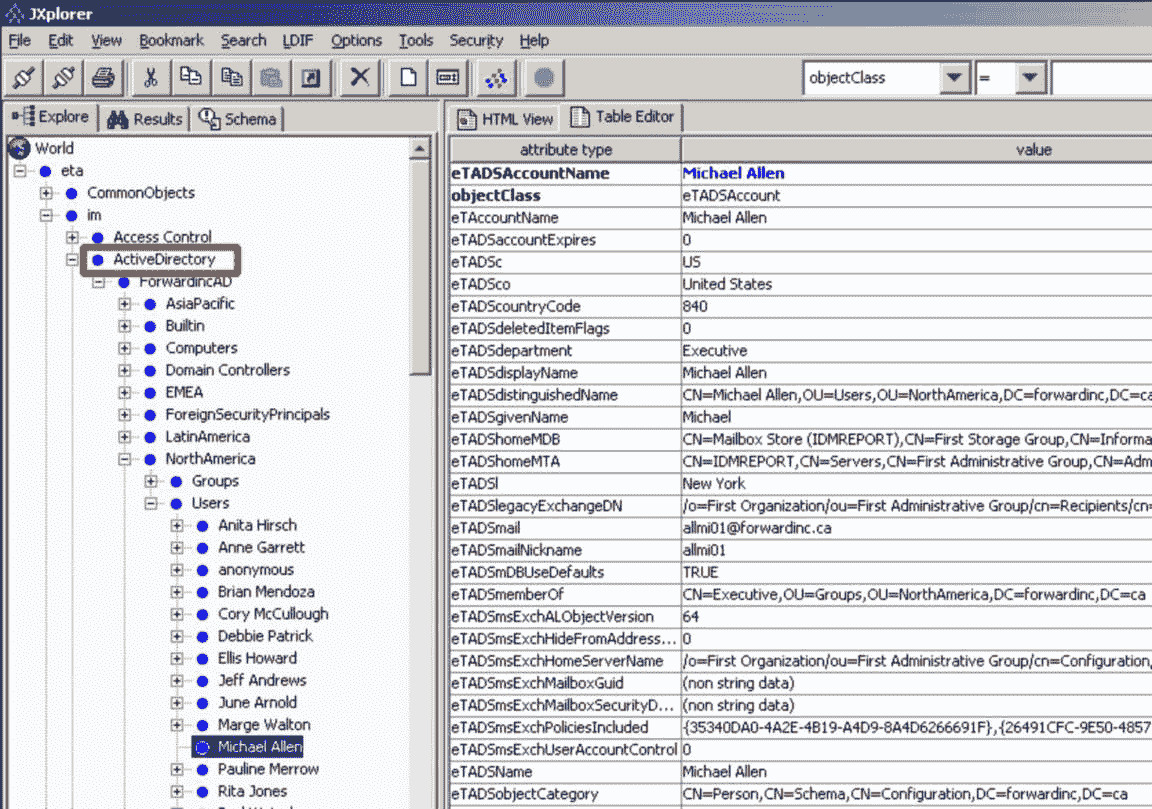 JXplorer
File Edit View Bookmark Search LDIF Options Tools Security Help
objectClass =
Explore Results Schema
World
eta
CommonObjects
im
Access Control
ActiveDirectory
ForwardincAD
AsiaPacific
Builtin
Computers
Domain Controllers
EMEA
ForeignSecurityPrincipals
LatinAmerica
NorthAmerica
Groups
Users
Anita Hirsch
Anne Garrett
anonymous
Brian Mendoza
Cory McCullough
Debbie Patrick
Ellis Howard
Jeff Andrews
June Arnold
Marge Walton
Michael Allen
Pauline Merrow
Rita Jones
HTML View Table Editor
attribute type value
eTADSAccountName Michael Allen
objectClass eTADSAccount
eTAccountName Michael Allen
eTADSaccountExpires 0
eTADSc US
eTADSco United States
eTADScountryCode 840
eTADSdeletedItemFlags 0
eTADSdepartment Executive
eTADSdisplayName Michael Allen
eTADSdistinguishedName CN=Michael Allen,OU=Users,OU=NorthAmerica,DC=forwardinc,DC=ca
eTADSgivenName Michael
eTADShomeMDB CN=Mailbox Store (IDMREPORT),CN=First Storage Group,CN=Informa
eTADShomeMTA CN=IDMREPORT,CN=Servers,CN=First Administrative Group,CN=Adm
eTADSl New York
eTADSlegacyExchangeDN /o=First Organization/ou=First Administrative Group/cn=Recipients/cn=
eTADSmail allmi01@forwardinc.ca
eTADSmailNickname allmi01
eTADSmDBUseDefaults TRUE
eTADSmemberOf CN=Executive,OU=Groups,OU=NorthAmerica,DC=forwardinc,DC=ca
eTADSmsExchALObjectVersion 64
eTADSmsExchHideFromAddress... 0
eTADSmsExchHomeServerName /o=First Organization/ou=First Administrative Group/cn=Configuration,
eTADSmsExchMailboxGuid (non string data)
eTADSmsExchMailboxSecurityD... (non string data)
eTADSmsExchPoliciesIncluded {35340DA0-4A2E-4B19-A4D9-8A4D6266691F},{26491CFC-9E50-4857
eTADSmsExchUserAccountControl 0
eTADSName Michael Allen
eTADSobjectCategory CN=Person,CN=Schema,CN=Configuration,DC=forwardinc,DC=ca